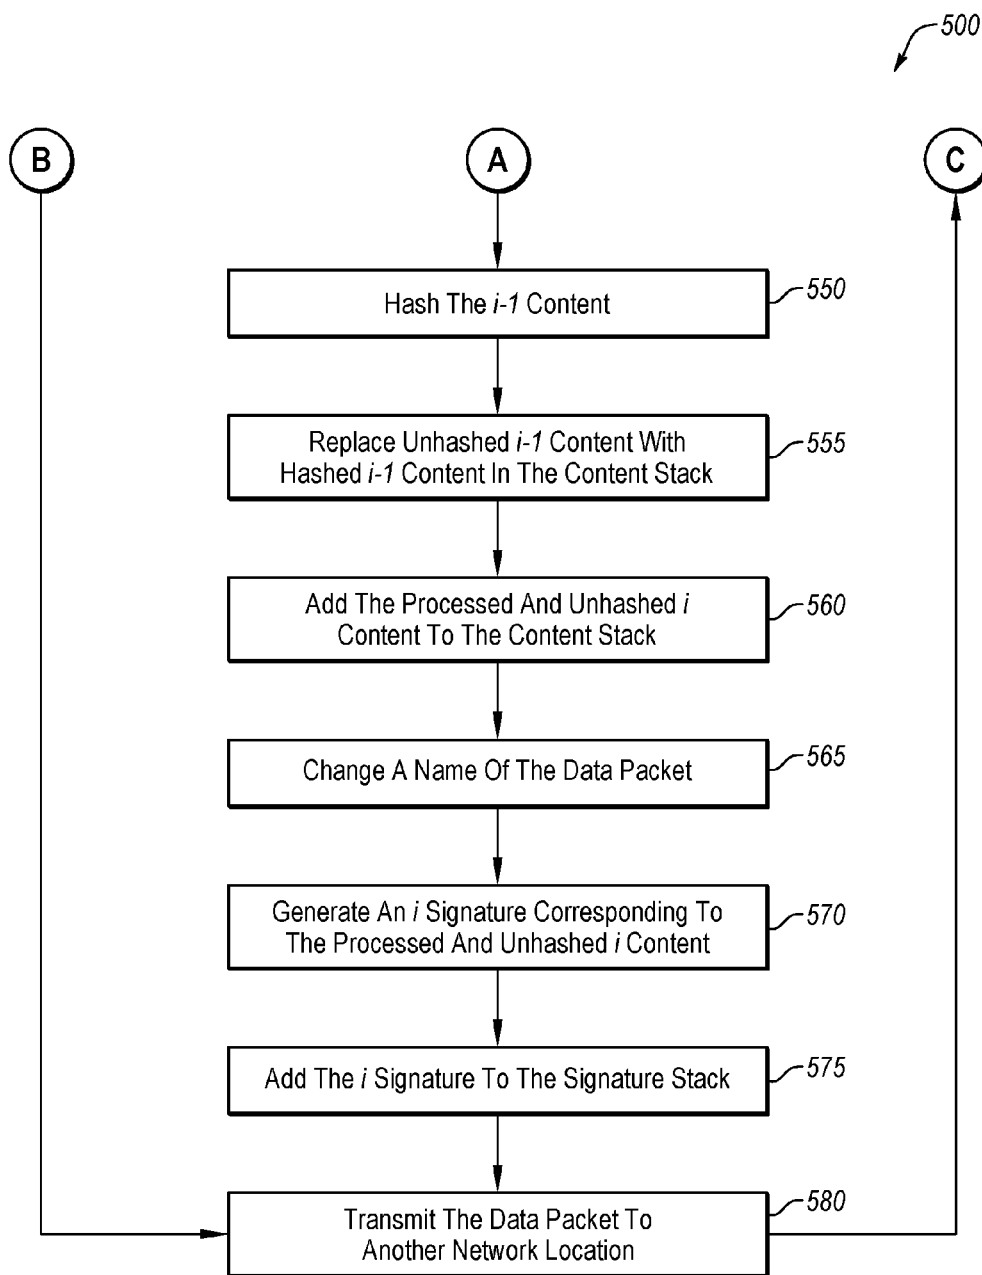 500
B
A
C
Hash The i-1 Content
550
Replace Unhashed i-1 Content With
Hashed i-1 Content In The Content Stack
555
Add The Processed And Unhashed i
Content To The Content Stack
560
Change A Name Of The Data Packet
565
Generate An i Signature Corresponding To
The Processed And Unhashed i Content
570
Add The i Signature To The Signature Stack
575
Transmit The Data Packet To
Another Network Location
580